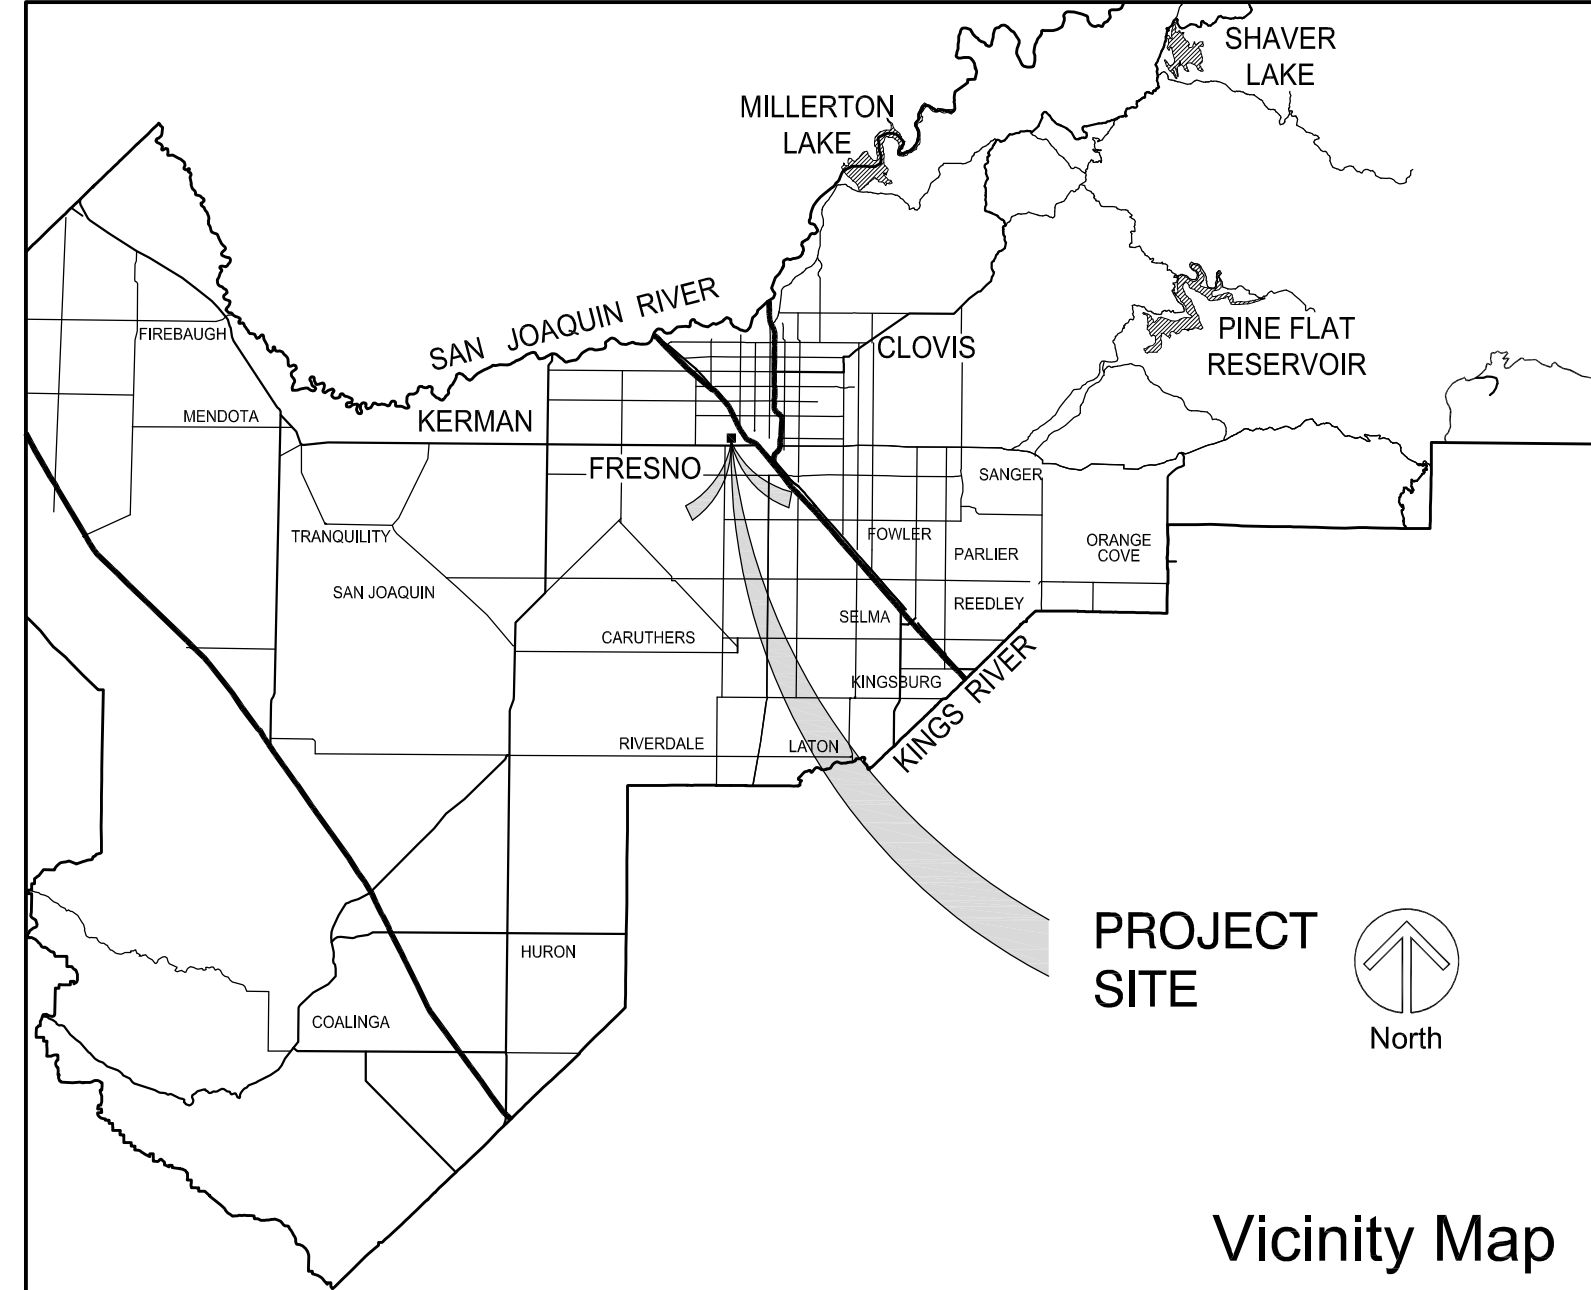 SHAVER
LAKE
MILLERTON
LAKE
SAN JOAQUIN RIVER
PINE FLAT
RESERVOIR
FIREBAUGH
CLOVIS
MENDOTA
KERMAN
FRESNO
SANGER
TRANQUILITY
FOWLER
PARLIER
ORANGE
COVE
SAN JOAQUIN
REEDLEY
SELMA
CARUTHERS
KINGSBURG
KINGS RIVER
RIVERDALE
LATON
HURON
COALINGA
PROJECT
SITE
North
Vicinity Map